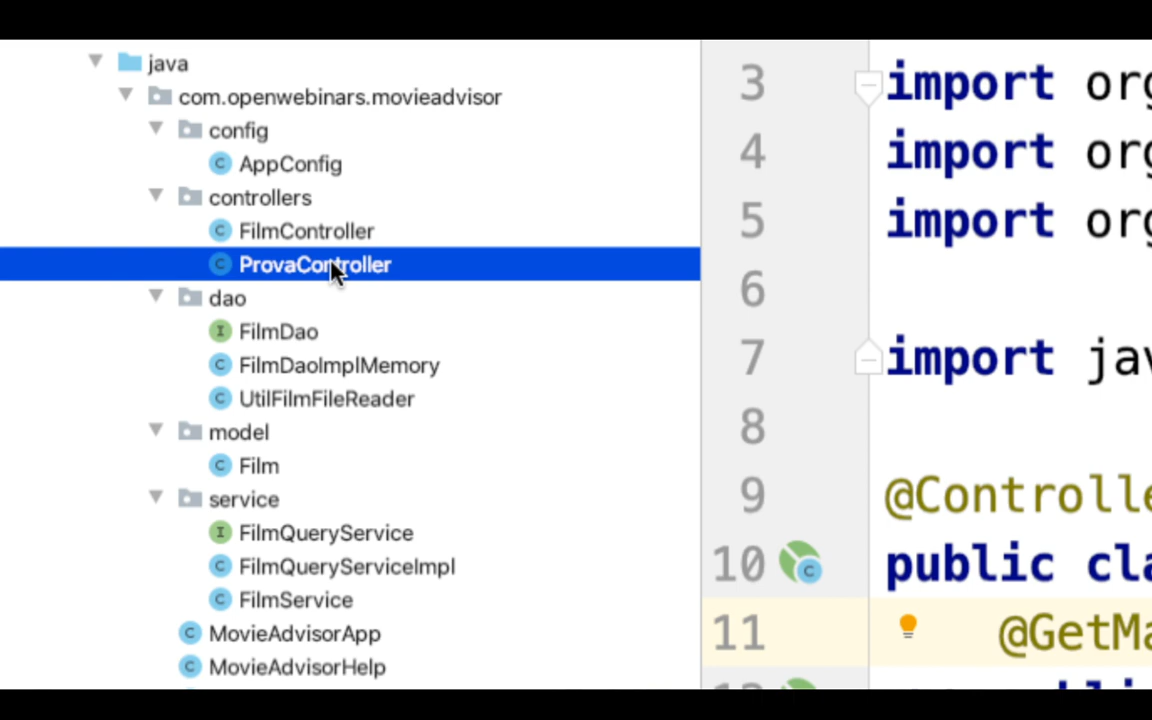 java
com.openwebinars.movieadvisor
config
AppConfig
controllers
FilmController
ProvaController
dao
FilmDao
FilmDaoImplMemory
UtilFilmFileReader
model
Film
service
FilmQueryService
FilmQueryServiceImpl
FilmService
MovieAdvisorApp
MovieAdvisorHelp
3 import org
4 import org
5 import org
6
7 import jav
8
9 @Controlle
10 public cla
11 @GetMa